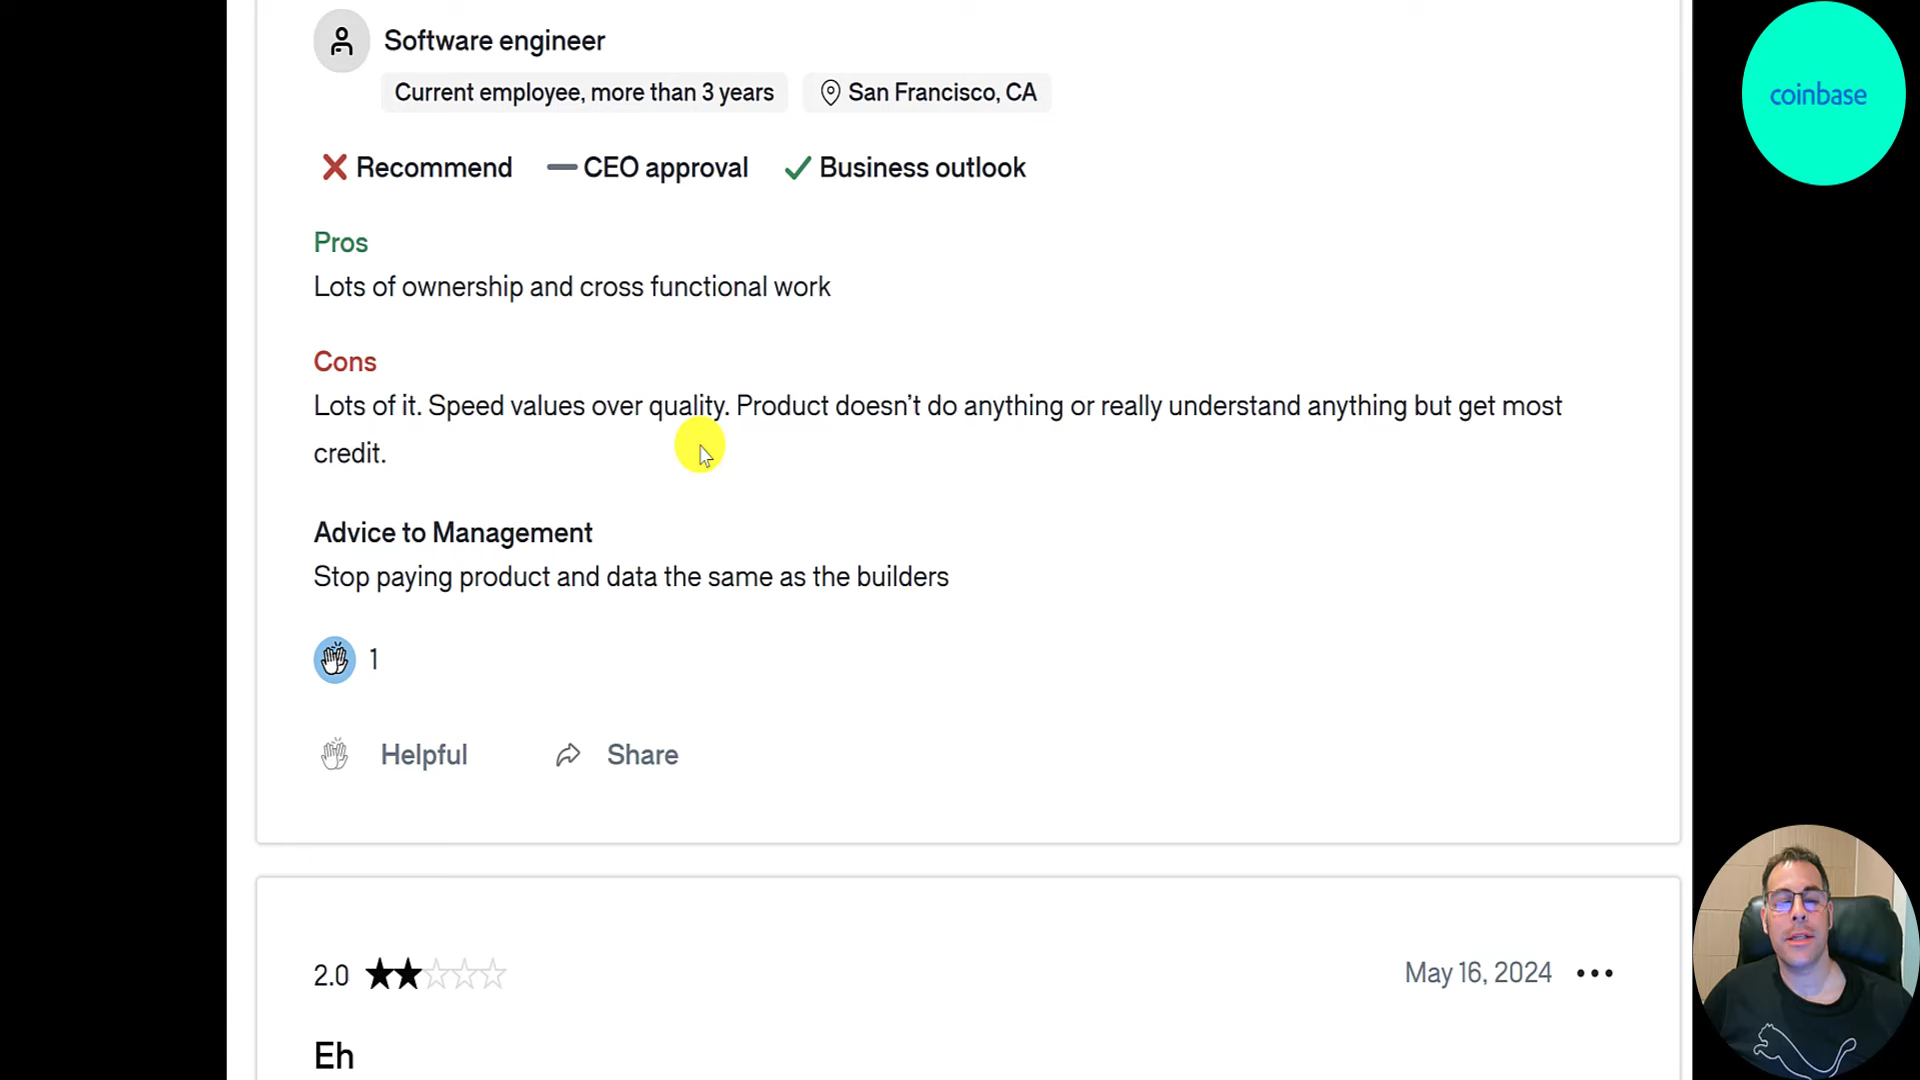 Software engineer
Current employee, more than 3 years
San Francisco, CA
coinbase
Recommend
CEO approval
Business outlook
Pros
Lots of ownership and cross functional work
Cons
Lots of it. Speed values over quality. Product doesn’t do anything or really understand anything but get most
credit.
Advice to Management
Stop paying product and data the same as the builders
1
Helpful
Share
2.0
May 16, 2024
Eh